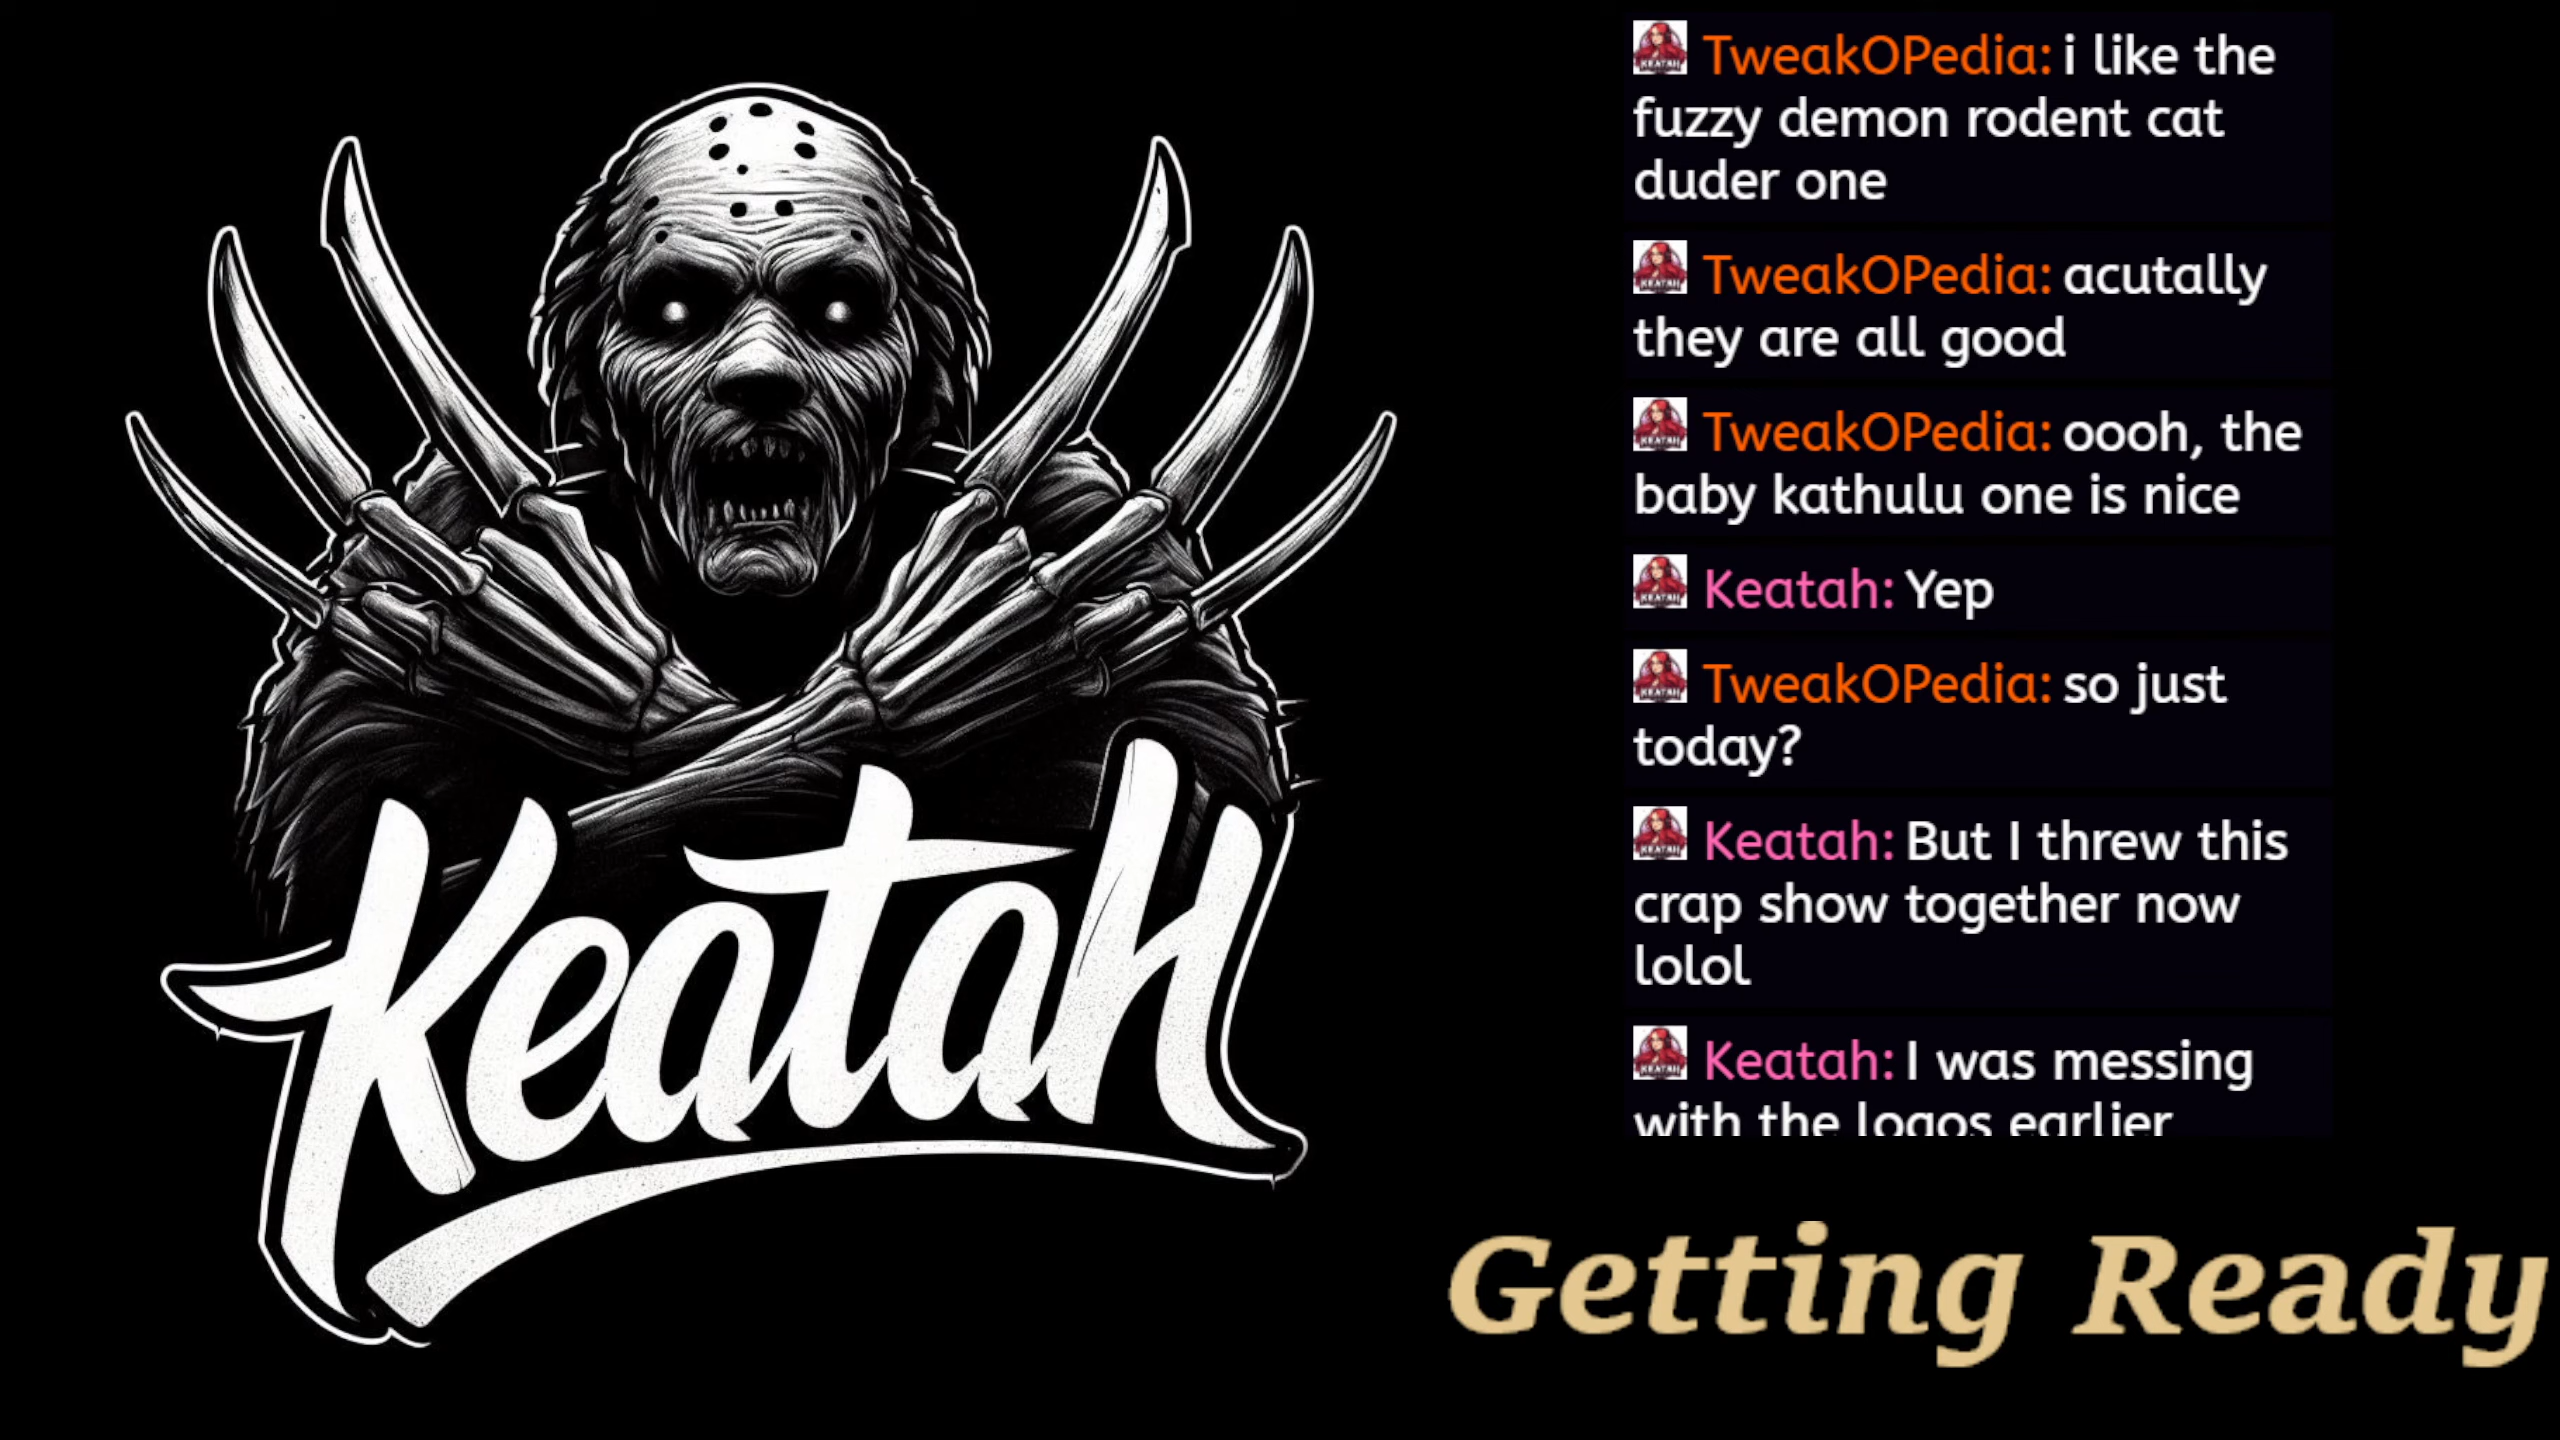 TweakOPedia: i like the
fuzzy demon rodent cat
duder one
TweakOPedia: acutally
they are all good
TweakOPedia: oooh, the
baby kathulu one is nice
Keatah: Yep
TweakOPedia: so just
today?
Keatah: But I threw this
crap show together now
lolol
Keatah: I was messing
with the logos earlier
KeataH
Getting Ready